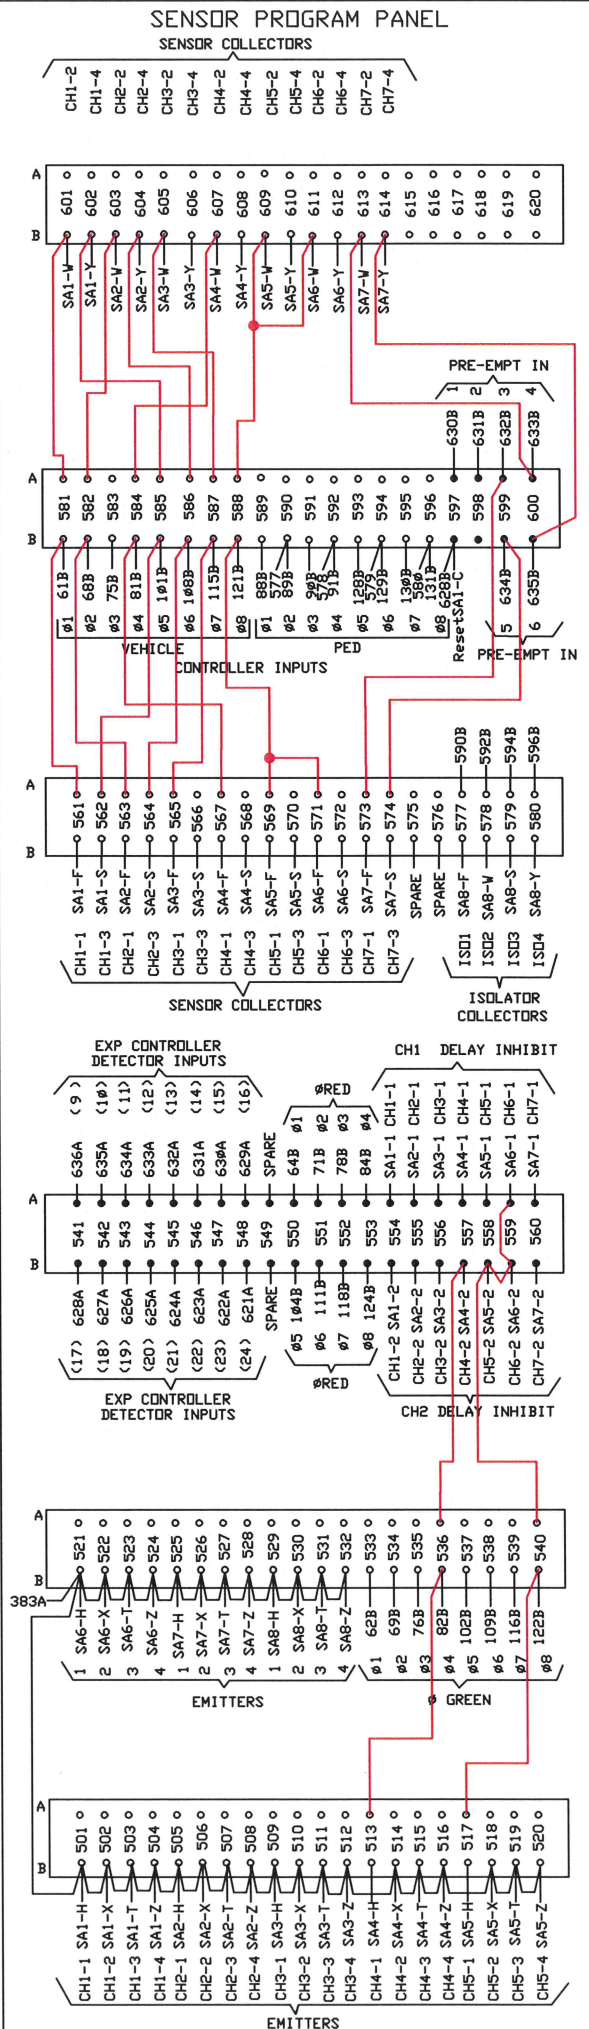 SENSOR PROGRAM PANEL
SENSOR COLLECTORS
CH1-2 CH1-4 CH2-2 CH2-4 CH3-2 CH3-4 CH4-2 CH4-4 CH5-2 CH5-4 CH6-2 CH6-4 CH7-2 CH7-4
A
601 602 603 604 605 606 607 608 609 610 611 612 613 614 615 616 617 618 619 620
B
SA1-W SA1-Y SA2-W SA2-Y SA3-W SA3-Y SA4-W SA4-Y SA5-W SA5-Y SA6-W SA6-Y SA7-W SA7-Y
PRE-EMPT IN
1 2 3 4
630B 631B 632B 633B
A
581 582 583 584 585 586 587 588 589 590 591 592 593 594 595 596 597 598 599 600
B
61B 68B 75B 81B 1Ø1B 1Ø8B 115B 121B 88B 577 89B 9ØB 578 91B 128B 579 129B 13ØB 58Ø 131B 628B 634B 635B
Ø1 Ø2 Ø3 Ø4 Ø5 Ø6 Ø7 Ø8 Ø1 Ø2 Ø3 Ø4 Ø5 Ø6 Ø7 Ø8 ResetSA1-C 5 6
VEHICLE PED PRE-EMPT IN
CONTROLLER INPUTS
590B 592B 594B 596B
A
561 562 563 564 565 566 567 568 569 570 571 572 573 574 575 576 577 578 579 580
B
SA1-F SA1-S SA2-F SA2-S SA3-F SA3-S SA4-F SA4-S SA5-F SA5-S SA6-F SA6-S SA7-F SA7-S SPARE SPARE SA8-F SA8-W SA8-S SA8-Y
CH1-1 CH1-3 CH2-1 CH2-3 CH3-1 CH3-3 CH4-1 CH4-3 CH5-1 CH5-3 CH6-1 CH6-3 CH7-1 CH7-3 ISO1 ISO2 ISO3 ISO4
SENSOR COLLECTORS
ISOLATOR
COLLECTORS
EXP CONTROLLER
DETECTOR INPUTS
CH1 DELAY INHIBIT
ØRED
(9) (1Ø) (11) (12) (13) (14) (15) (16) Ø1 Ø2 Ø3 Ø4 CH1-1 CH2-1 CH3-1 CH4-1 CH5-1 CH6-1 CH7-1
636A 635A 634A 633A 632A 631A 63ØA 629A SPARE 64B 71B 78B 84B SA1-1 SA2-1 SA3-1 SA4-1 SA5-1 SA6-1 SA7-1
A
541 542 543 544 545 546 547 548 549 550 551 552 553 554 555 556 557 558 559 560
B
628A 627A 626A 625A 624A 623A 622A 621A SPARE 1Ø4B 111B 118B 124B SA1-2 SA2-2 SA3-2 SA4-2 SA5-2 SA6-2 SA7-2
(17) (18) (19) (20) (21) (22) (23) (24) Ø5 Ø6 Ø7 Ø8 CH1-2 CH2-2 CH3-2 CH4-2 CH5-2 CH6-2 CH7-2
ØRED
EXP CONTROLLER
DETECTOR INPUTS
CH2 DELAY INHIBIT
A
521 522 523 524 525 526 527 528 529 530 531 532 533 534 535 536 537 538 539 540
B
383A
SA6-H SA6-X SA6-T SA6-Z SA7-H SA7-X SA7-T SA7-Z SA8-H SA8-X SA8-T SA8-Z 62B 69B 76B 82B 102B 109B 116B 122B
1 2 3 4 1 2 3 4 1 2 3 4 Ø1 Ø2 Ø3 Ø4 Ø5 Ø6 Ø7 Ø8
EMITTERS
Ø GREEN
A
501 502 503 504 505 506 507 508 509 510 511 512 513 514 515 516 517 518 519 520
B
SA1-H SA1-X SA1-T SA1-Z SA2-H SA2-X SA2-T SA2-Z SA3-H SA3-X SA3-T SA3-Z SA4-H SA4-X SA4-T SA4-Z SA5-H SA5-X SA5-T SA5-Z
CH1-1 CH1-2 CH1-3 CH1-4 CH2-1 CH2-2 CH2-3 CH2-4 CH3-1 CH3-2 CH3-3 CH3-4 CH4-1 CH4-2 CH4-3 CH4-4 CH5-1 CH5-2 CH5-3 CH5-4
EMITTERS